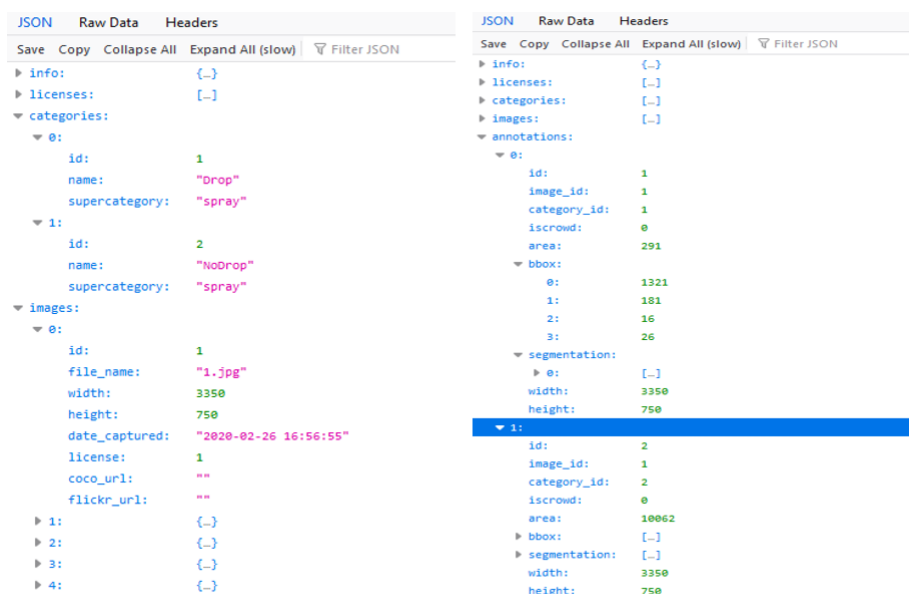 JSON Raw Data Headers
Save Copy Collapse All Expand All (slow) Filter JSON
info: {…}
licenses: […]
categories:
0:
id: 1
name: "Drop"
supercategory: "spray"
1:
id: 2
name: "NoDrop"
supercategory: "spray"
images:
0:
id: 1
file_name: "1.jpg"
width: 3350
height: 750
date_captured: "2020-02-26 16:56:55"
license: 1
coco_url: ""
flickr_url: ""
1: {…}
2: {…}
3: {…}
4: {…}
JSON Raw Data Headers
Save Copy Collapse All Expand All (slow) Filter JSON
info: {…}
licenses: […]
categories: […]
images: […]
annotations:
0:
id: 1
image_id: 1
category_id: 1
iscrowd: 0
area: 291
bbox:
0: 1321
1: 181
2: 16
3: 26
segmentation:
0: […]
width: 3350
height: 750
1:
id: 2
image_id: 1
category_id: 2
iscrowd: 0
area: 10062
bbox: […]
segmentation: […]
width: 3350
height: 750